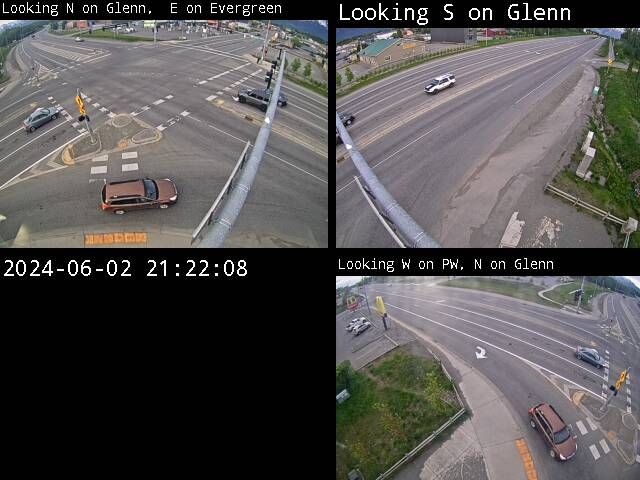 Looking N on Glenn,  E on Evergreen
Looking S on Glenn
2024-06-02 21:22:08
Looking W on PW, N on Glenn